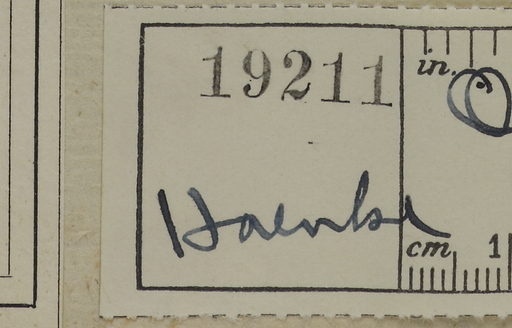 19211
in.
Haenke
cm 1